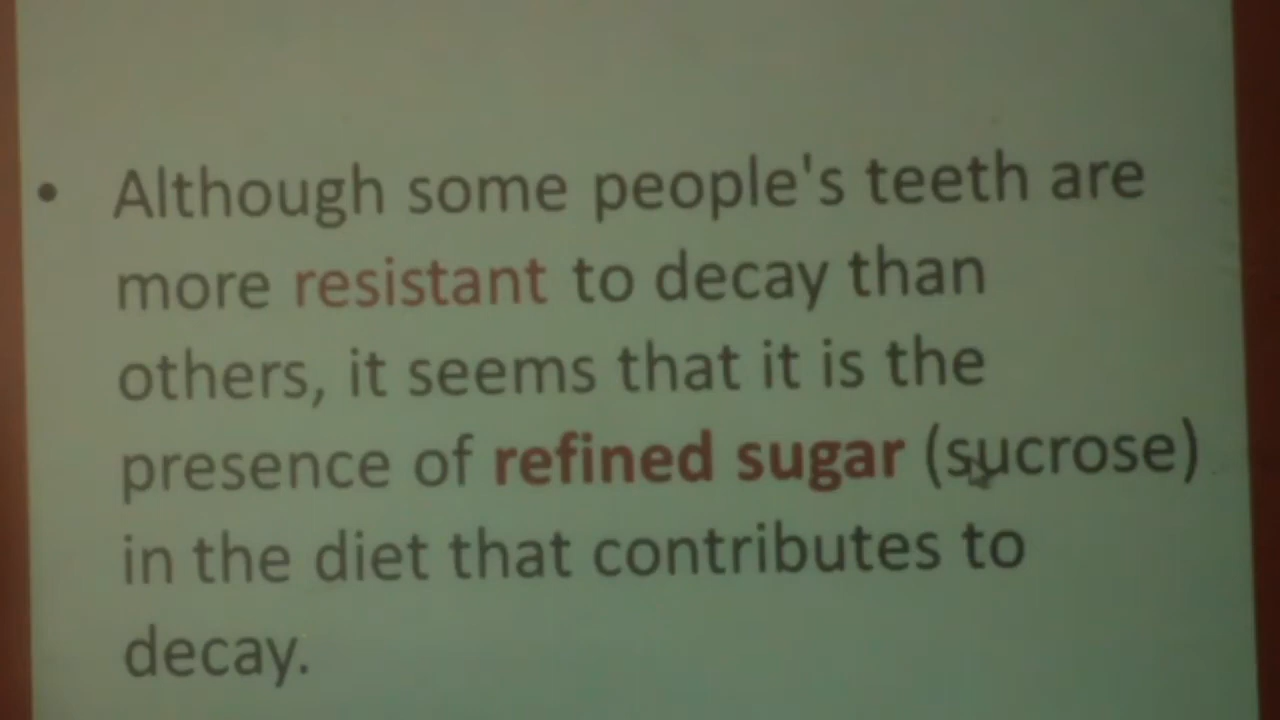 • Although some people's teeth are
more resistant to decay than
others, it seems that it is the
presence of refined sugar (sucrose)
in the diet that contributes to
decay.